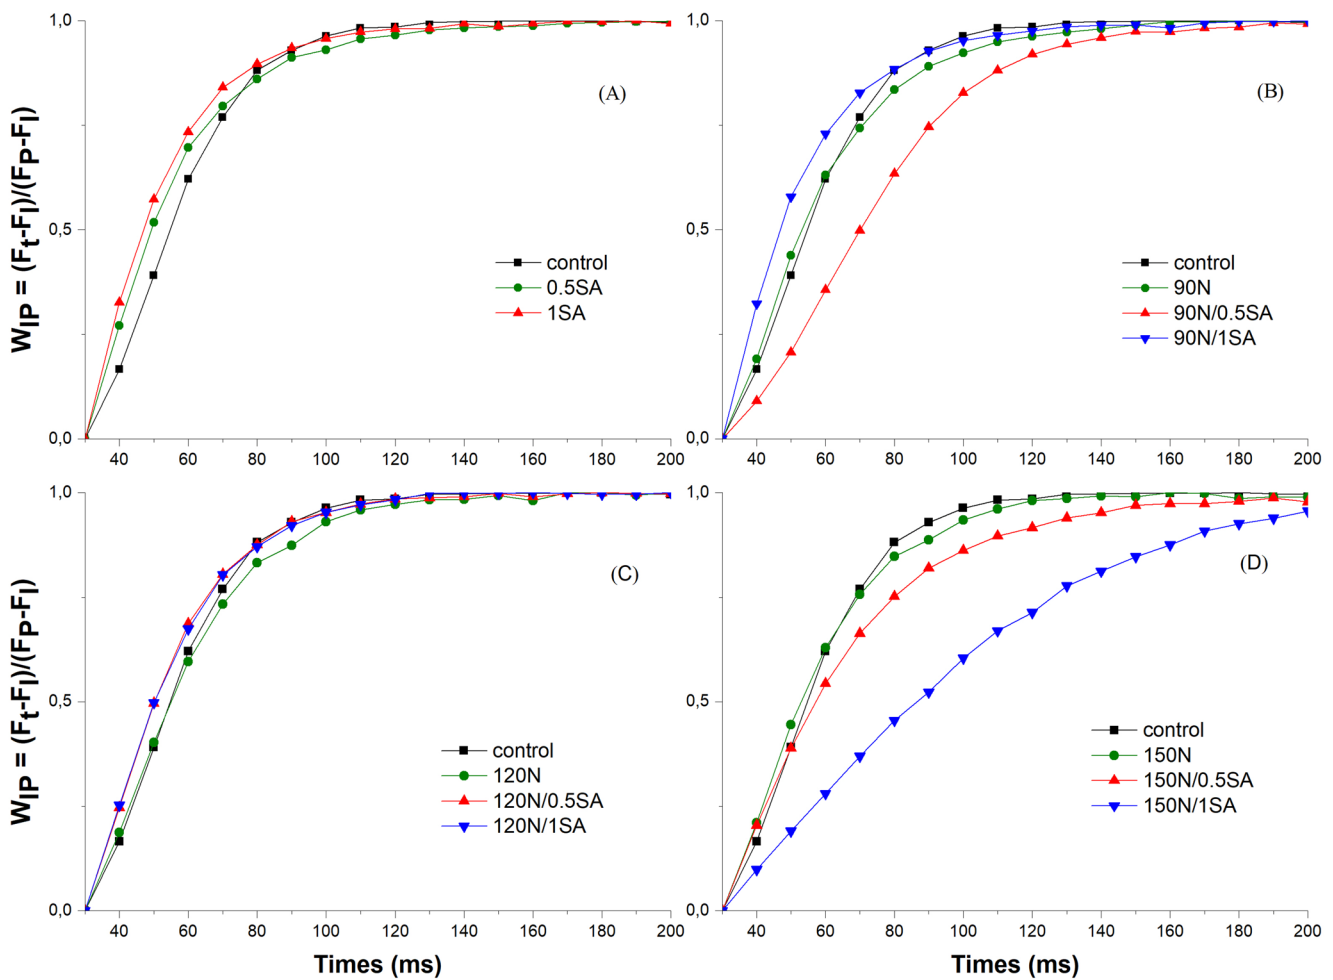 W_IP = (F_t-F_I)/(F_P-F_I)
1,0
0,5
0,0
(A)
control
0.5SA
1SA
40 60 80 100 120 140 160 180 200
1,0
0,5
0,0
(B)
control
90N
90N/0.5SA
90N/1SA
40 60 80 100 120 140 160 180 200
W_IP = (F_t-F_I)/(F_P-F_I)
1,0
0,5
0,0
(C)
control
120N
120N/0.5SA
120N/1SA
40 60 80 100 120 140 160 180 200
Times (ms)
1,0
0,5
0,0
(D)
control
150N
150N/0.5SA
150N/1SA
40 60 80 100 120 140 160 180 200
Times (ms)